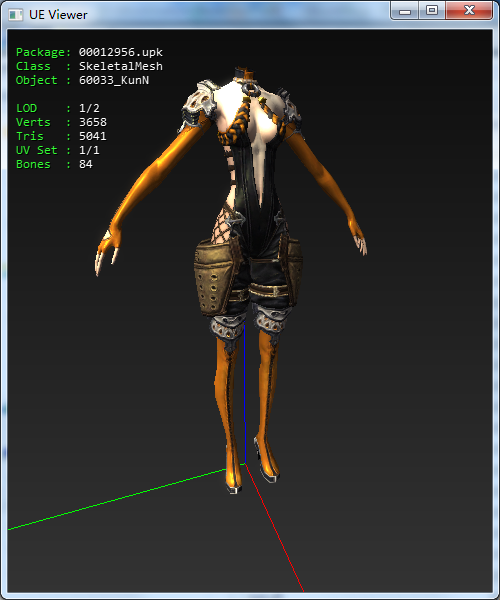 UE Viewer
Package: 00012956.upk
Class : SkeletalMesh
Object : 60033_KunN
LOD : 1/2
Verts : 3658
Tris : 5041
UV Set : 1/1
Bones : 84